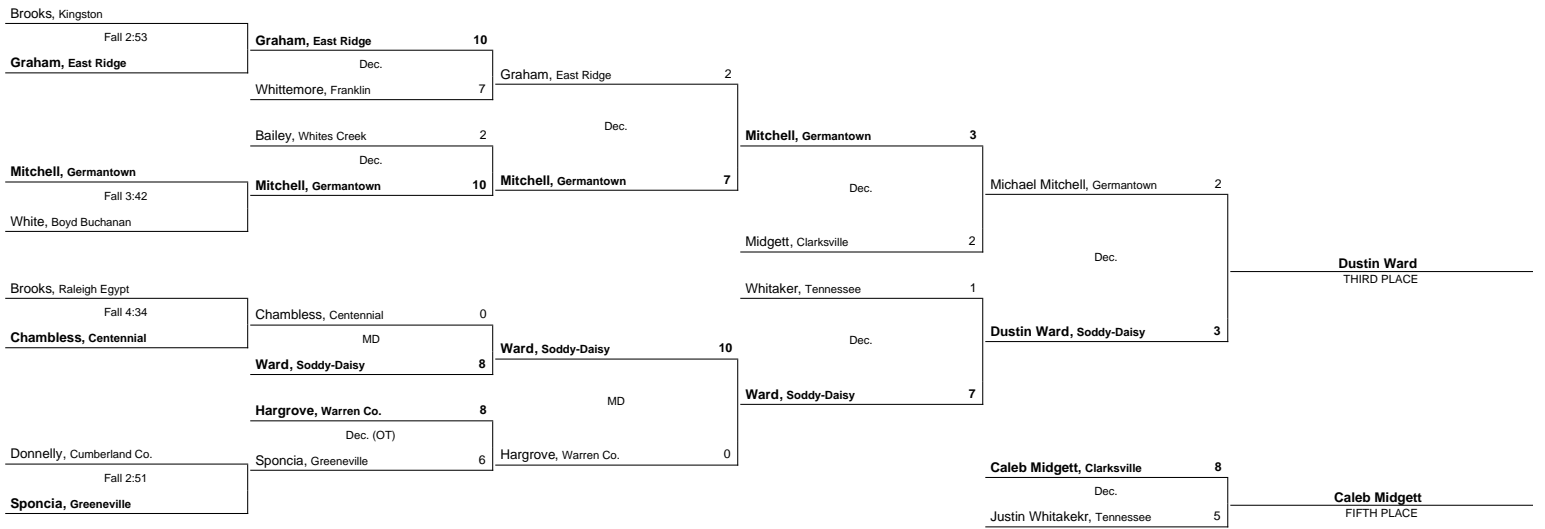 Brooks, Kingston
Fall 2:53
Graham, East Ridge
Mitchell, Germantown
Fall 3:42
White, Boyd Buchanan
Brooks, Raleigh Egypt
Fall 4:34
Chambless, Centennial
Donnelly, Cumberland Co.
Fall 2:51
Sponcia, Greeneville
Graham, East Ridge 10
Dec.
Whittemore, Franklin 7
Bailey, Whites Creek 2
Dec.
Mitchell, Germantown 10
Chambless, Centennial 0
MD
Ward, Soddy-Daisy 8
Hargrove, Warren Co. 8
Dec. (OT)
Sponcia, Greeneville 6
Graham, East Ridge 2
Dec.
Mitchell, Germantown 7
Ward, Soddy-Daisy 10
MD
Hargrove, Warren Co. 0
Mitchell, Germantown 3
Dec.
Midgett, Clarksville 2
Whitaker, Tennessee 1
Dec.
Ward, Soddy-Daisy 7
Michael Mitchell, Germantown 2
Dec.
Dustin Ward, Soddy-Daisy 3
Dustin Ward
THIRD PLACE
Caleb Midgett, Clarksville 8
Dec.
Justin Whitakekr, Tennessee 5
Caleb Midgett
FIFTH PLACE